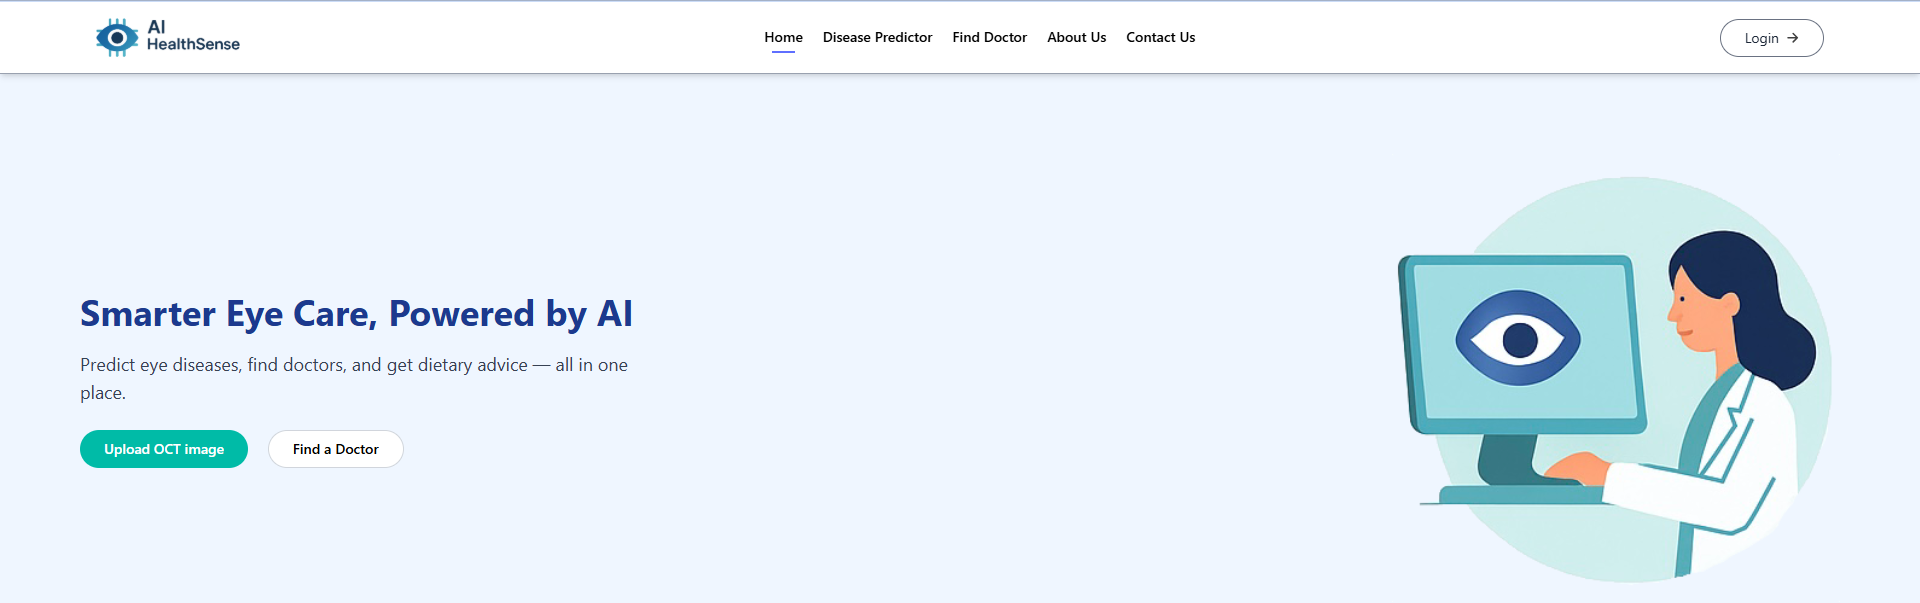 AI
HealthSense
Home
Disease Predictor
Find Doctor
About Us
Contact Us
Login
Smarter Eye Care, Powered by AI
Predict eye diseases, find doctors, and get dietary advice — all in one
place.
Upload OCT image
Find a Doctor